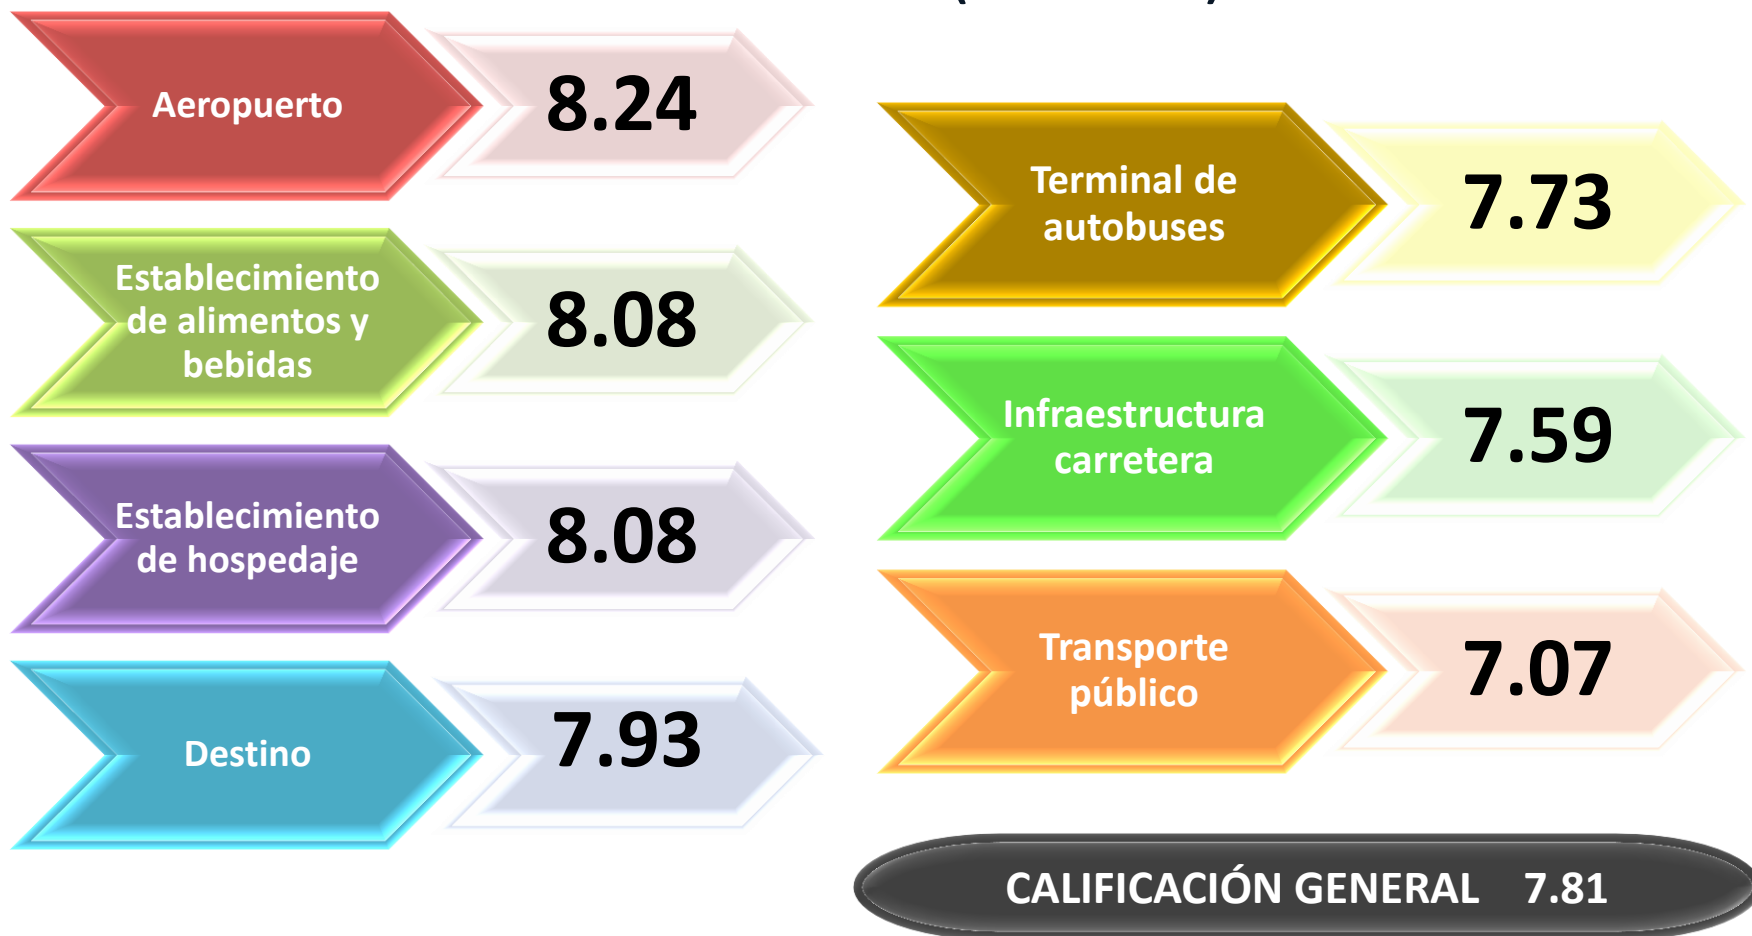 Aeropuerto
8.24
Establecimiento
de alimentos y
bebidas
8.08
Establecimiento
de hospedaje
8.08
Destino
7.93
Terminal de
autobuses
7.73
Infraestructura
carretera
7.59
Transporte
público
7.07
CALIFICACIÓN GENERAL 7.81